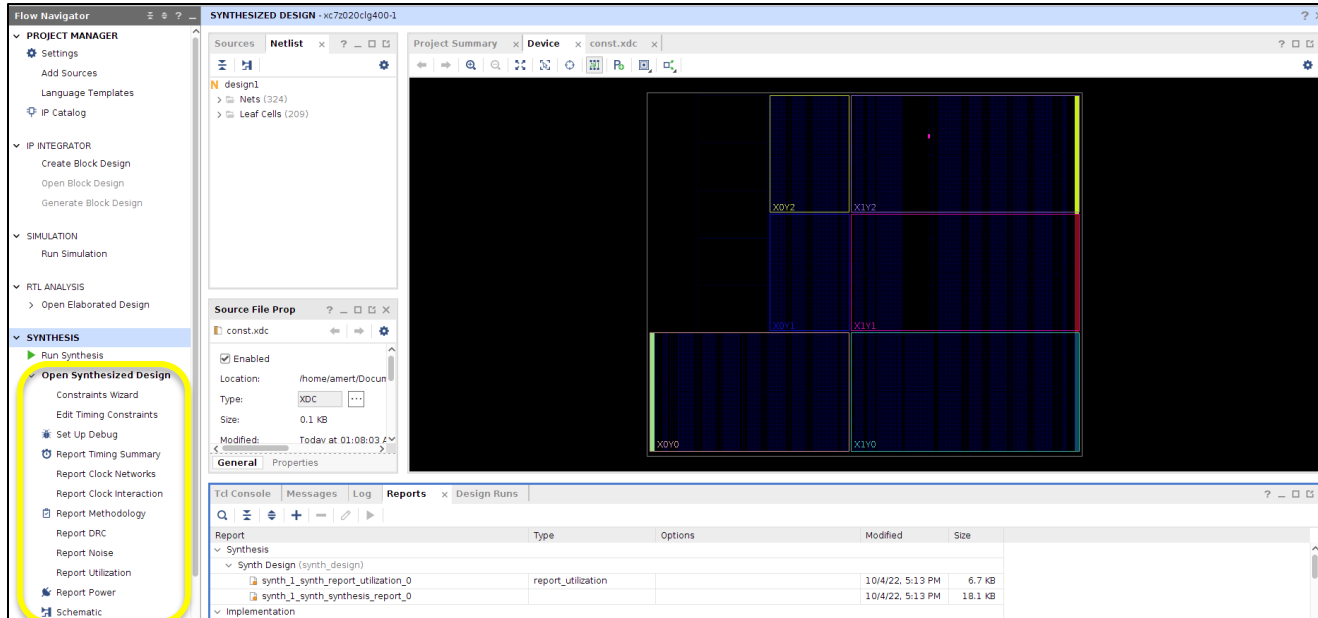 Flow Navigator
PROJECT MANAGER
Settings
Add Sources
Language Templates
IP Catalog
IP INTEGRATOR
Create Block Design
Open Block Design
Generate Block Design
SIMULATION
Run Simulation
RTL ANALYSIS
Open Elaborated Design
SYNTHESIS
Run Synthesis
Open Synthesized Design
Constraints Wizard
Edit Timing Constraints
Set Up Debug
Report Timing Summary
Report Clock Networks
Report Clock Interaction
Report Methodology
Report DRC
Report Noise
Report Utilization
Report Power
Schematic
SYNTHESIZED DESIGN - xc7z020clg400-1
Sources Netlist
N design1
Nets (324)
Leaf Cells (209)
Source File Prop
const.xdc
Enabled
Location: /home/amert/Docum
Type: XDC
Size: 0.1 KB
Modified: Today at 01:08:03
General Properties
Project Summary Device const.xdc
X0Y2 X1Y2
X0Y1 X1Y1
X0Y0 X1Y0
Tcl Console Messages Log Reports Design Runs
Report Type Options Modified Size
Synthesis
Synth Design (synth_design)
synth_1_synth_report_utilization_0 report_utilization 10/4/22, 5:13 PM 6.7 KB
synth_1_synth_synthesis_report_0 10/4/22, 5:13 PM 18.1 KB
Implementation